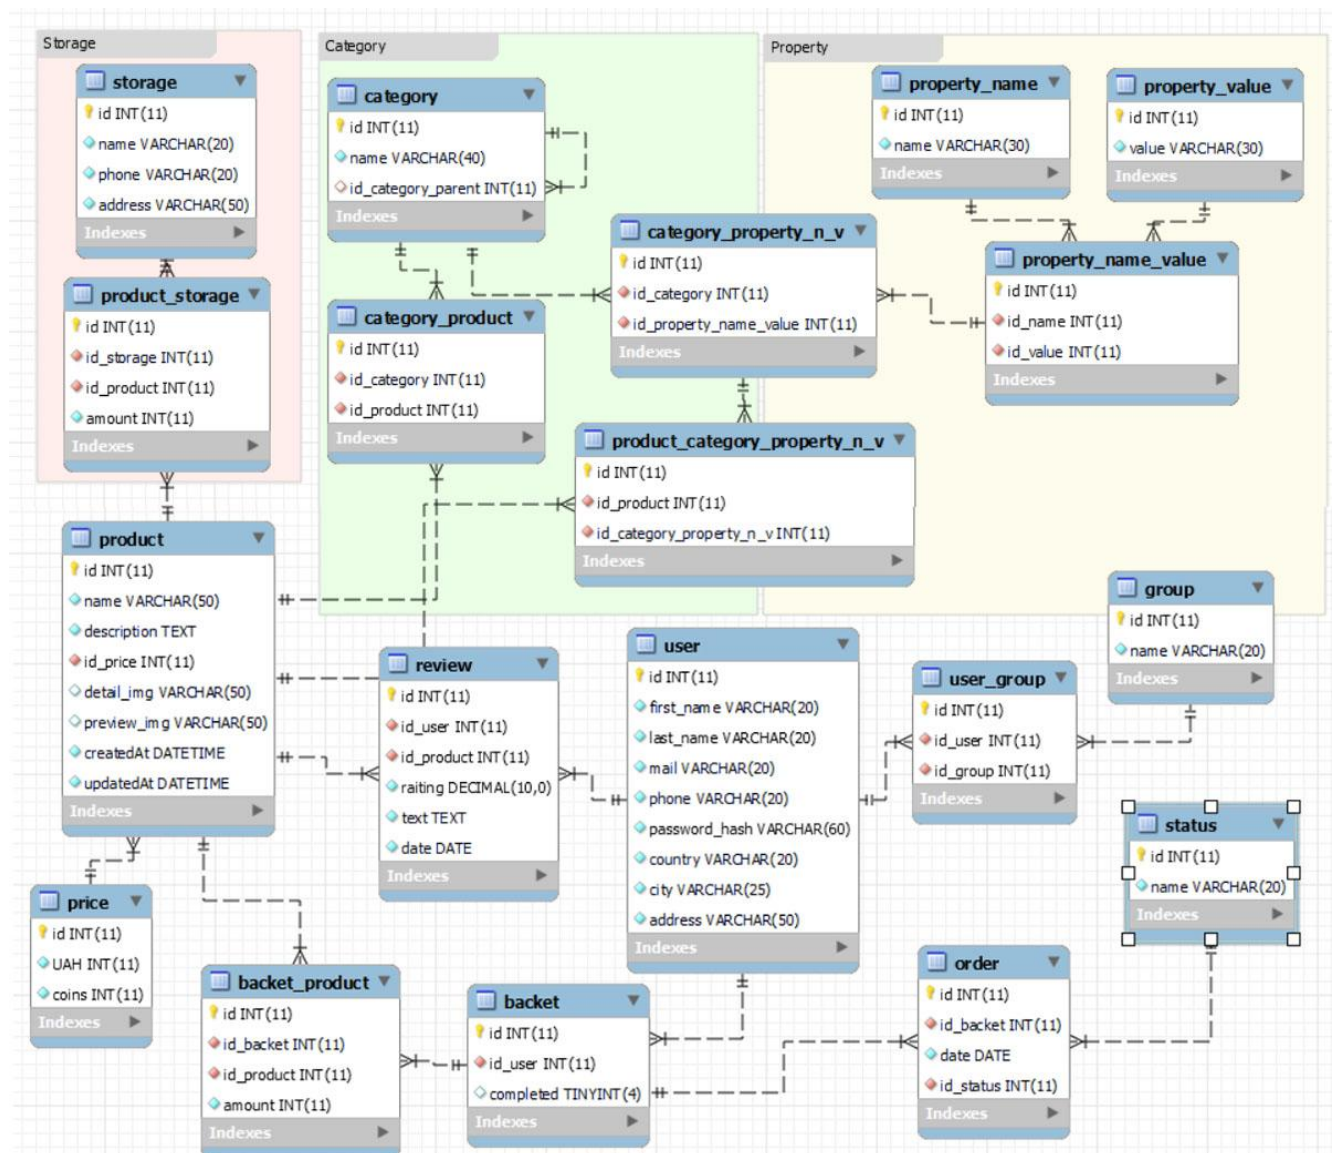 Storage
storage
id INT(11)
name VARCHAR(20)
phone VARCHAR(20)
address VARCHAR(50)
Indexes
product_storage
id INT(11)
id_storage INT(11)
id_product INT(11)
amount INT(11)
Indexes
Category
category
id INT(11)
name VARCHAR(40)
id_category_parent INT(11)
Indexes
category_product
id INT(11)
id_category INT(11)
id_product INT(11)
Indexes
category_property_n_v
id INT(11)
id_category INT(11)
id_property_name_value INT(11)
Indexes
product_category_property_n_v
id INT(11)
id_product INT(11)
id_category_property_n_v INT(11)
Indexes
Property
property_name
id INT(11)
name VARCHAR(30)
Indexes
property_value
id INT(11)
value VARCHAR(30)
Indexes
property_name_value
id INT(11)
id_name INT(11)
id_value INT(11)
Indexes
product
id INT(11)
name VARCHAR(50)
description TEXT
id_price INT(11)
detail_img VARCHAR(50)
preview_img VARCHAR(50)
createdAt DATETIME
updatedAt DATETIME
Indexes
review
id INT(11)
id_user INT(11)
id_product INT(11)
raiting DECIMAL(10,0)
text TEXT
date DATE
Indexes
user
id INT(11)
first_name VARCHAR(20)
last_name VARCHAR(20)
mail VARCHAR(20)
phone VARCHAR(20)
password_hash VARCHAR(60)
country VARCHAR(20)
city VARCHAR(25)
address VARCHAR(50)
Indexes
user_group
id INT(11)
id_user INT(11)
id_group INT(11)
Indexes
group
id INT(11)
name VARCHAR(20)
Indexes
status
id INT(11)
name VARCHAR(20)
Indexes
price
id INT(11)
UAH INT(11)
coins INT(11)
Indexes
backet_product
id INT(11)
id_backet INT(11)
id_product INT(11)
amount INT(11)
Indexes
backet
id INT(11)
id_user INT(11)
completed TINYINT(4)
Indexes
order
id INT(11)
id_backet INT(11)
date DATE
id_status INT(11)
Indexes